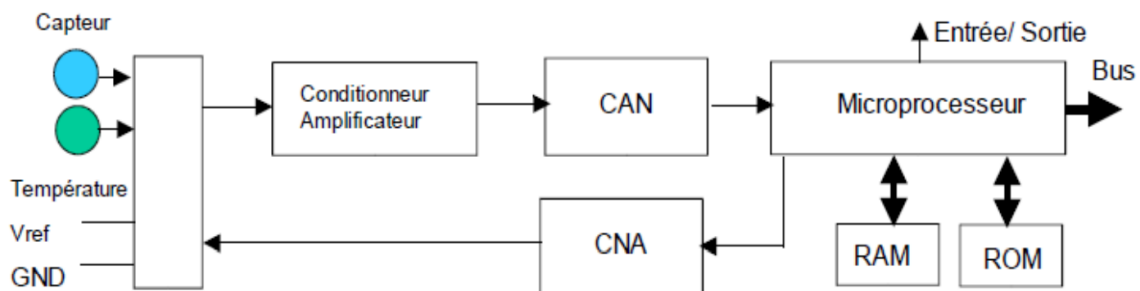 Capteur
Température
Vref
GND
Conditionneur
Amplificateur
CAN
CNA
Entrée/ Sortie
Bus
Microprocesseur
RAM
ROM